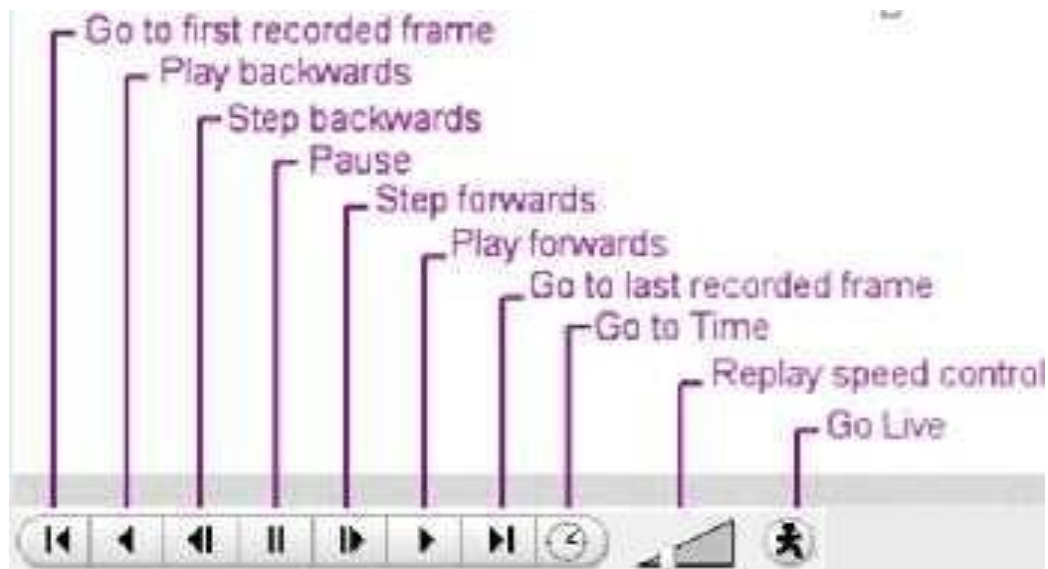 Go to first recorded frame
Play backwards
Step backwards
Pause
Step forwards
Play forwards
Go to last recorded frame
Go to Time
Replay speed control
Go Live